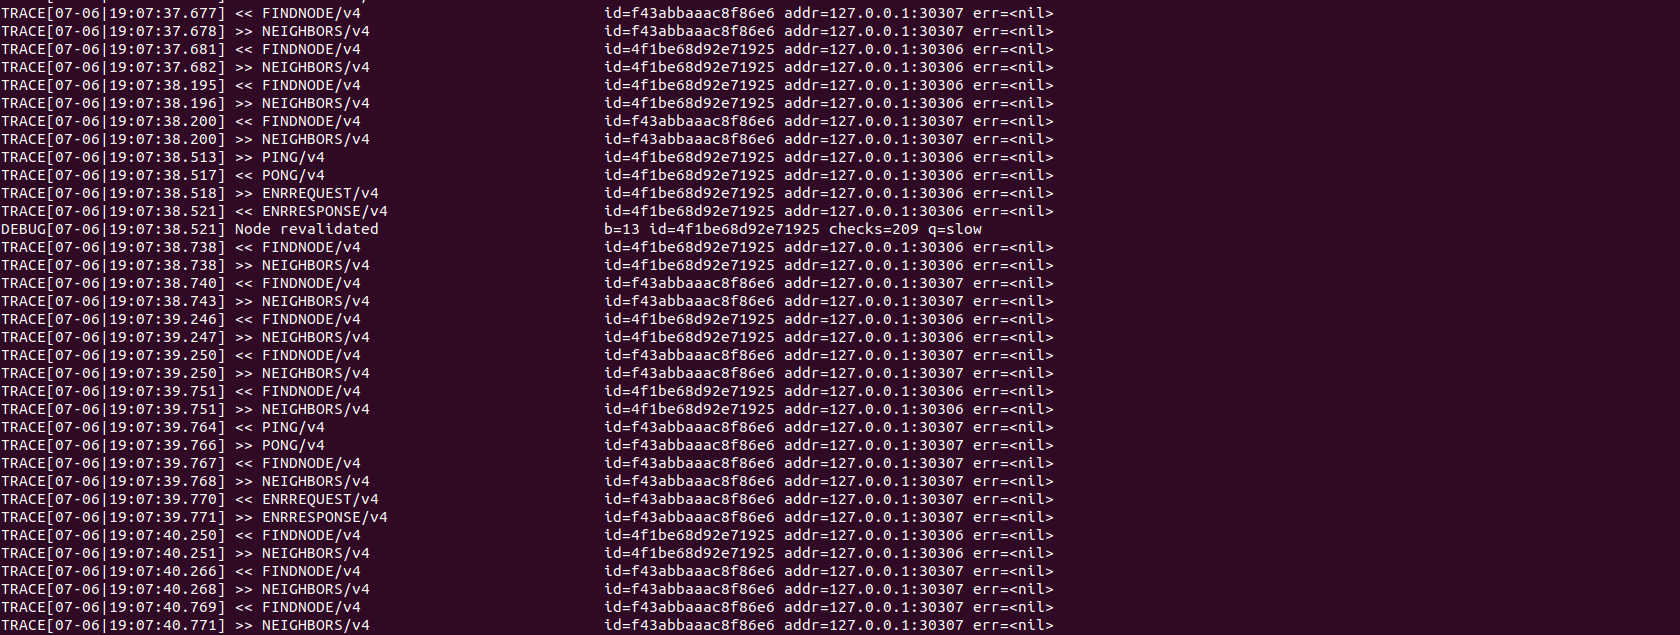 TRACE[07-06|19:07:37.677] << FINDNODE/v4 id=f43abbaaac8f86e6 addr=127.0.0.1:30307 err=<nil>
TRACE[07-06|19:07:37.678] >> NEIGHBORS/v4 id=f43abbaaac8f86e6 addr=127.0.0.1:30307 err=<nil>
TRACE[07-06|19:07:37.681] << FINDNODE/v4 id=4f1be68d92e71925 addr=127.0.0.1:30306 err=<nil>
TRACE[07-06|19:07:37.682] >> NEIGHBORS/v4 id=4f1be68d92e71925 addr=127.0.0.1:30306 err=<nil>
TRACE[07-06|19:07:38.195] << FINDNODE/v4 id=4f1be68d92e71925 addr=127.0.0.1:30306 err=<nil>
TRACE[07-06|19:07:38.196] >> NEIGHBORS/v4 id=4f1be68d92e71925 addr=127.0.0.1:30306 err=<nil>
TRACE[07-06|19:07:38.200] << FINDNODE/v4 id=f43abbaaac8f86e6 addr=127.0.0.1:30307 err=<nil>
TRACE[07-06|19:07:38.200] >> NEIGHBORS/v4 id=f43abbaaac8f86e6 addr=127.0.0.1:30307 err=<nil>
TRACE[07-06|19:07:38.513] >> PING/v4 id=4f1be68d92e71925 addr=127.0.0.1:30306 err=<nil>
TRACE[07-06|19:07:38.517] << PONG/v4 id=4f1be68d92e71925 addr=127.0.0.1:30306 err=<nil>
TRACE[07-06|19:07:38.518] >> ENRREQUEST/v4 id=4f1be68d92e71925 addr=127.0.0.1:30306 err=<nil>
TRACE[07-06|19:07:38.521] << ENRRESPONSE/v4 id=4f1be68d92e71925 addr=127.0.0.1:30306 err=<nil>
DEBUG[07-06|19:07:38.521] Node revalidated b=13 id=4f1be68d92e71925 checks=209 q=slow
TRACE[07-06|19:07:38.738] << FINDNODE/v4 id=4f1be68d92e71925 addr=127.0.0.1:30306 err=<nil>
TRACE[07-06|19:07:38.738] >> NEIGHBORS/v4 id=4f1be68d92e71925 addr=127.0.0.1:30306 err=<nil>
TRACE[07-06|19:07:38.740] << FINDNODE/v4 id=f43abbaaac8f86e6 addr=127.0.0.1:30307 err=<nil>
TRACE[07-06|19:07:38.743] >> NEIGHBORS/v4 id=f43abbaaac8f86e6 addr=127.0.0.1:30307 err=<nil>
TRACE[07-06|19:07:39.246] << FINDNODE/v4 id=4f1be68d92e71925 addr=127.0.0.1:30306 err=<nil>
TRACE[07-06|19:07:39.247] >> NEIGHBORS/v4 id=4f1be68d92e71925 addr=127.0.0.1:30306 err=<nil>
TRACE[07-06|19:07:39.250] << FINDNODE/v4 id=f43abbaaac8f86e6 addr=127.0.0.1:30307 err=<nil>
TRACE[07-06|19:07:39.250] >> NEIGHBORS/v4 id=f43abbaaac8f86e6 addr=127.0.0.1:30307 err=<nil>
TRACE[07-06|19:07:39.751] << FINDNODE/v4 id=4f1be68d92e71925 addr=127.0.0.1:30306 err=<nil>
TRACE[07-06|19:07:39.751] >> NEIGHBORS/v4 id=4f1be68d92e71925 addr=127.0.0.1:30306 err=<nil>
TRACE[07-06|19:07:39.764] << PING/v4 id=f43abbaaac8f86e6 addr=127.0.0.1:30307 err=<nil>
TRACE[07-06|19:07:39.766] >> PONG/v4 id=f43abbaaac8f86e6 addr=127.0.0.1:30307 err=<nil>
TRACE[07-06|19:07:39.767] << FINDNODE/v4 id=f43abbaaac8f86e6 addr=127.0.0.1:30307 err=<nil>
TRACE[07-06|19:07:39.768] >> NEIGHBORS/v4 id=f43abbaaac8f86e6 addr=127.0.0.1:30307 err=<nil>
TRACE[07-06|19:07:39.770] << ENRREQUEST/v4 id=f43abbaaac8f86e6 addr=127.0.0.1:30307 err=<nil>
TRACE[07-06|19:07:39.771] >> ENRRESPONSE/v4 id=f43abbaaac8f86e6 addr=127.0.0.1:30307 err=<nil>
TRACE[07-06|19:07:40.250] << FINDNODE/v4 id=4f1be68d92e71925 addr=127.0.0.1:30306 err=<nil>
TRACE[07-06|19:07:40.251] >> NEIGHBORS/v4 id=4f1be68d92e71925 addr=127.0.0.1:30306 err=<nil>
TRACE[07-06|19:07:40.266] << FINDNODE/v4 id=f43abbaaac8f86e6 addr=127.0.0.1:30307 err=<nil>
TRACE[07-06|19:07:40.268] >> NEIGHBORS/v4 id=f43abbaaac8f86e6 addr=127.0.0.1:30307 err=<nil>
TRACE[07-06|19:07:40.769] << FINDNODE/v4 id=f43abbaaac8f86e6 addr=127.0.0.1:30307 err=<nil>
TRACE[07-06|19:07:40.771] >> NEIGHBORS/v4 id=f43abbaaac8f86e6 addr=127.0.0.1:30307 err=<nil>